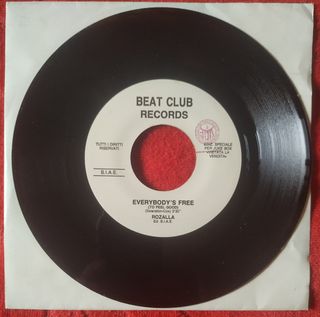 BEAT CLUB
RECORDS
TUTTI I DIRITTI
RISERVATI
EDIZ. SPECIALE
PER JUKE BOX
VIETATA LA
VENDITA
S.I.A.E.
EVERYBODY'S FREE
(TO FEEL GOOD)
ROZALLA
Ed. S.I.A.E.